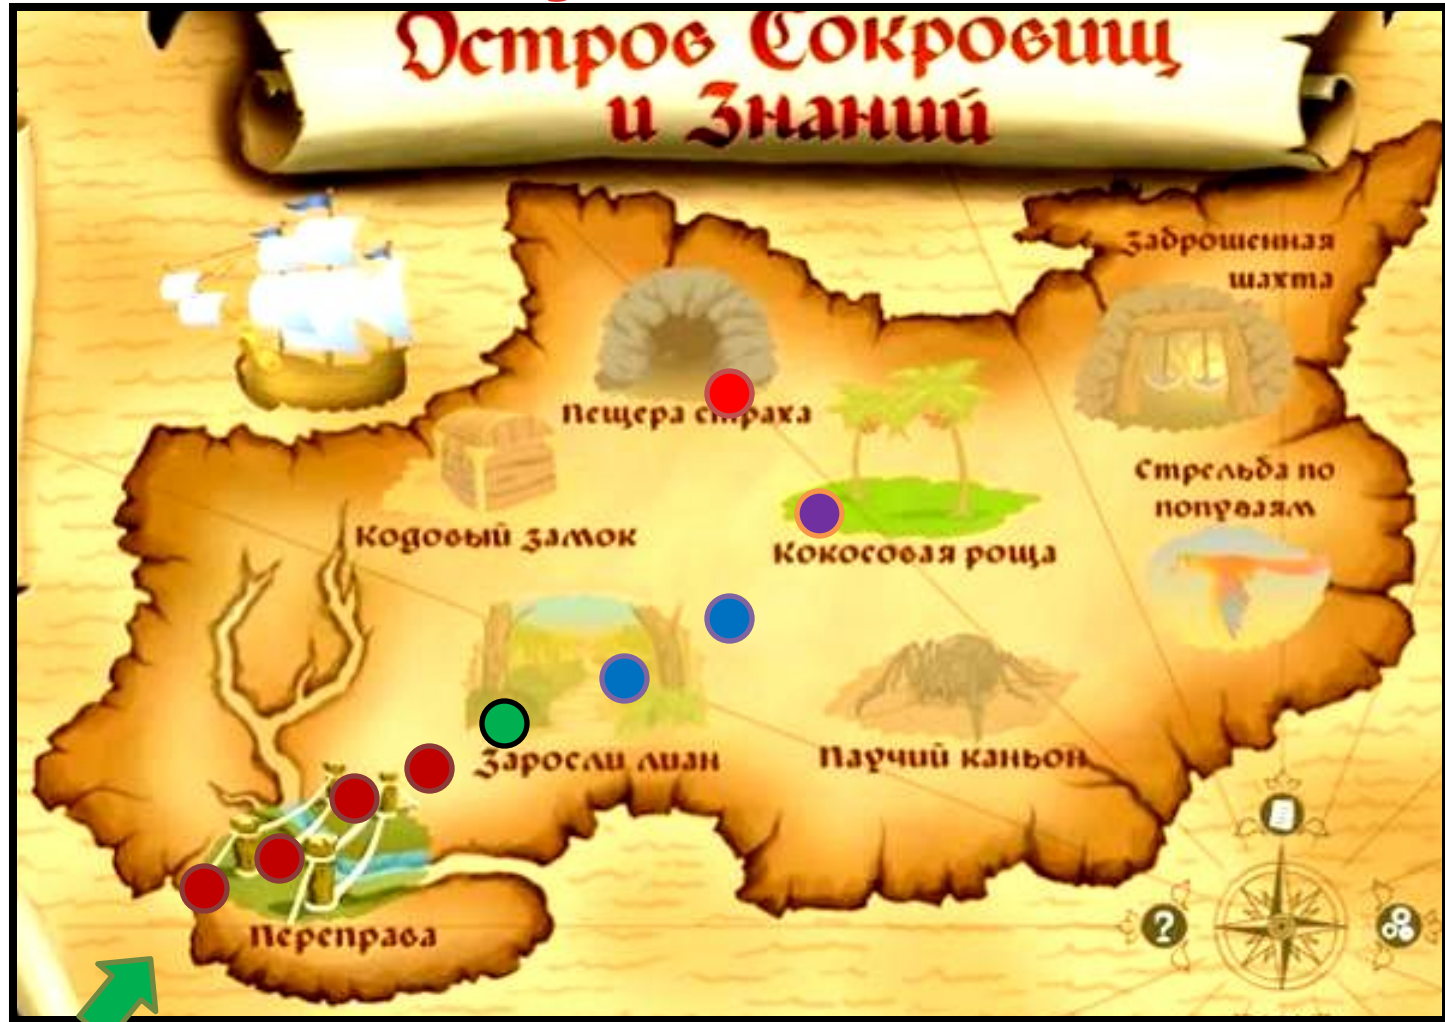 Остров Сокровищ
и Знаний
Заброшенная
шахта
Пещера страха
Стрельба по
попугаям
Кодовый замок
Кокосовая роща
Заросли лиан
Паучий каньон
?
Переправа